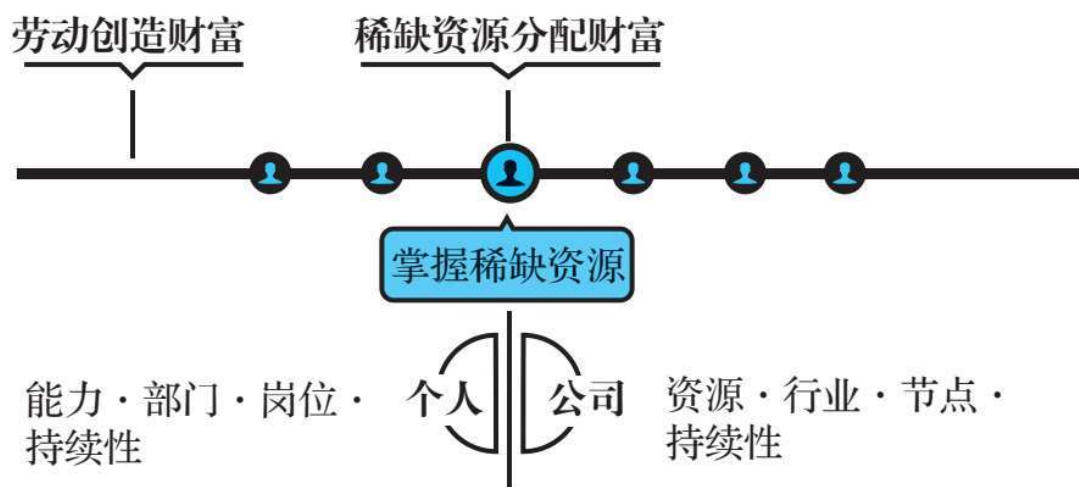 劳动创造财富
稀缺资源分配财富
掌握稀缺资源
能力·部门·岗位·
持续性
个人
公司
资源·行业·节点·
持续性